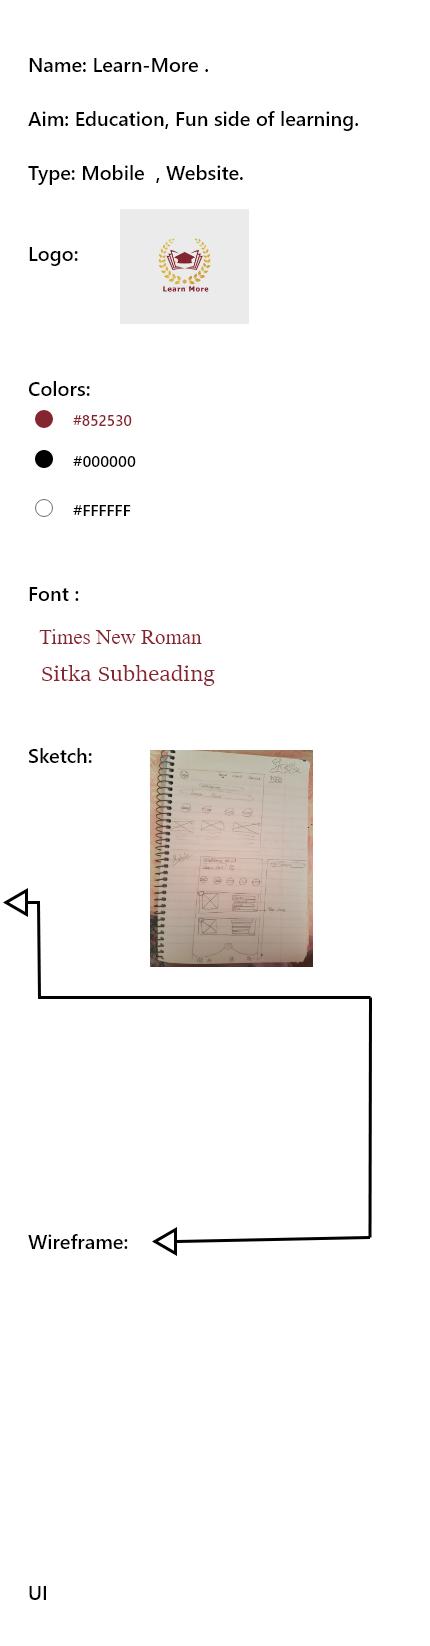 Name: Learn-More .
Aim: Education, Fun side of learning.
Type: Mobile , Website.
Logo:
Learn More
Colors:
#852530
#000000
#FFFFFF
Font :
Times New Roman
Sitka Subheading
Sketch:
Wireframe:
UI